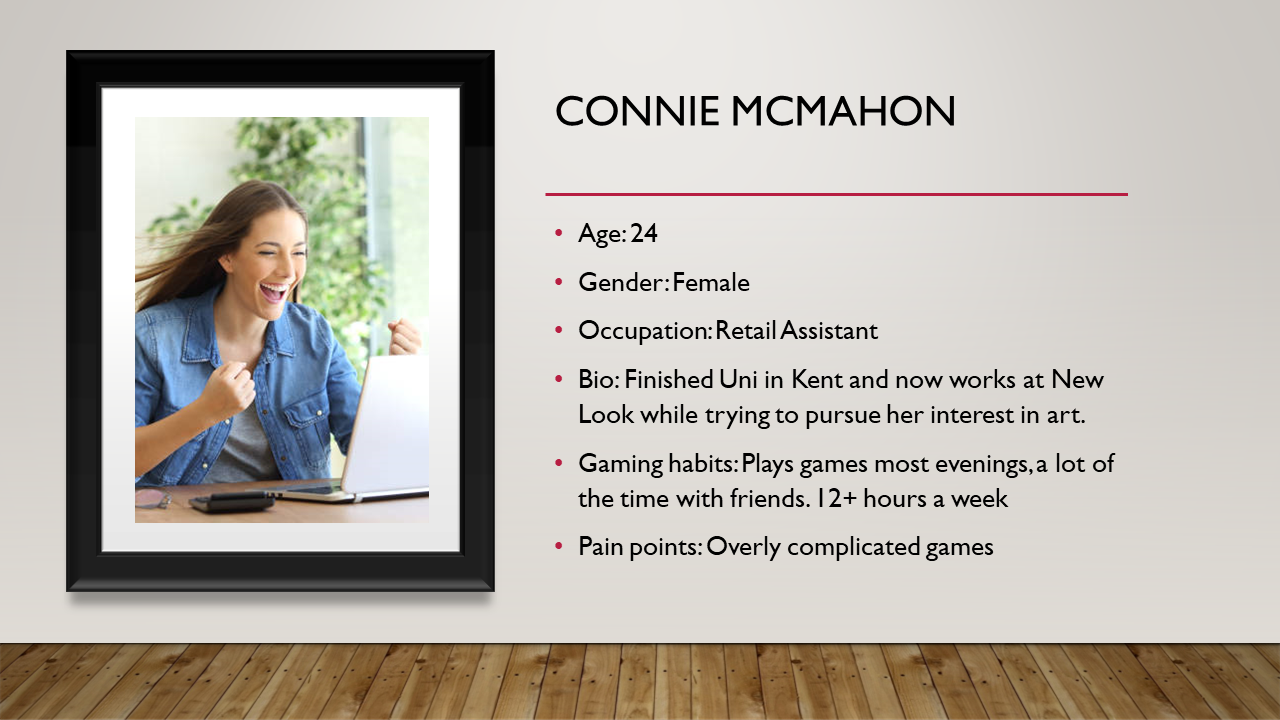 CONNIE MCMAHON
• Age: 24
• Gender: Female
• Occupation: Retail Assistant
• Bio: Finished Uni in Kent and now works at New
Look while trying to pursue her interest in art.
• Gaming habits: Plays games most evenings, a lot of
the time with friends. 12+ hours a week
• Pain points: Overly complicated games